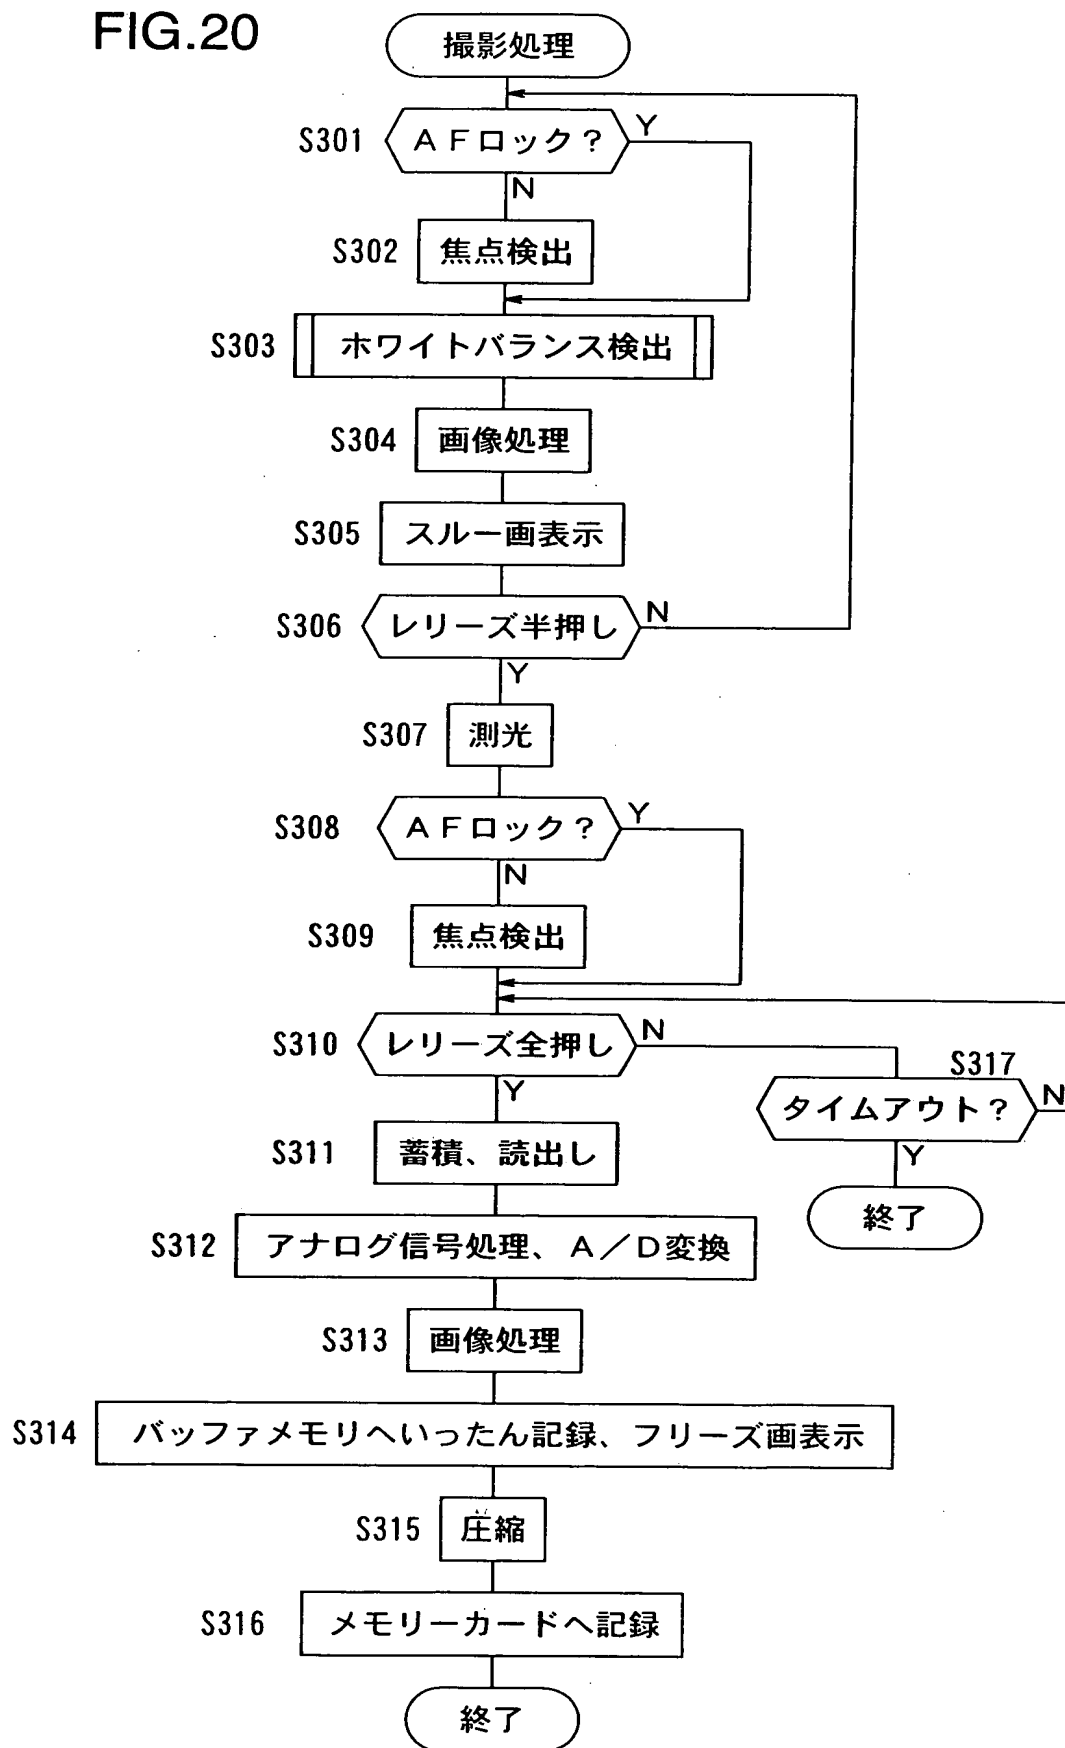 FIG.20
撮影処理
S301 AFロック? Y
N
S302 焦点検出
S303 ホワイトバランス検出
S304 画像処理
S305 スルー画表示
S306 レリーズ半押し N
Y
S307 測光
S308 AFロック? Y
N
S309 焦点検出
S310 レリーズ全押し N
Y
S317
タイムアウト? N
Y
終了
S311 蓄積、読出し
S312 アナログ信号処理、A/D変換
S313 画像処理
S314 バッファメモリへいったん記録、フリーズ画表示
S315 圧縮
S316 メモリーカードへ記録
終了